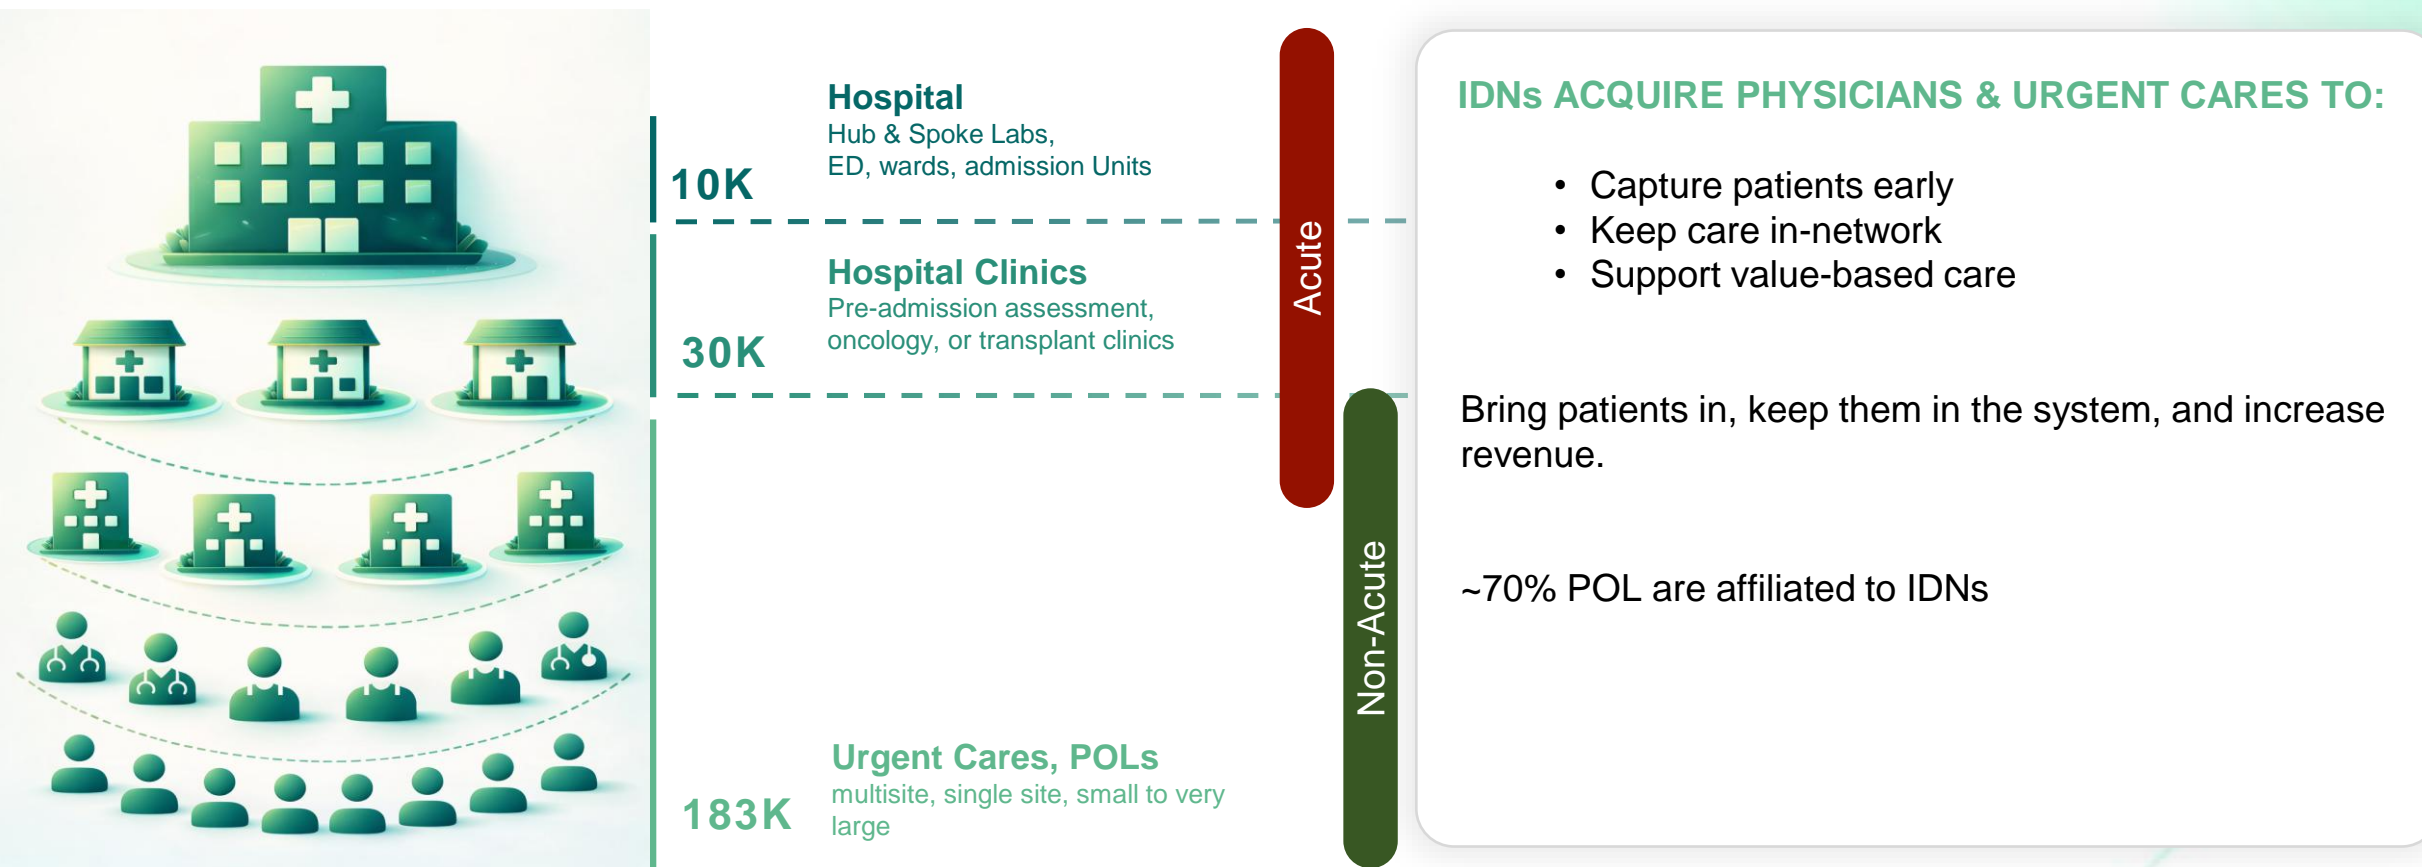 10K
Hospital
Hub & Spoke Labs,
ED, wards, admission Units
30K
Hospital Clinics
Pre-admission assessment,
oncology, or transplant clinics
183K
Urgent Cares, POLs
multisite, single site, small to very
large
Acute
Non-Acute
IDNs ACQUIRE PHYSICIANS & URGENT CARES TO:
• Capture patients early
• Keep care in-network
• Support value-based care
Bring patients in, keep them in the system, and increase
revenue.
~70% POL are affiliated to IDNs